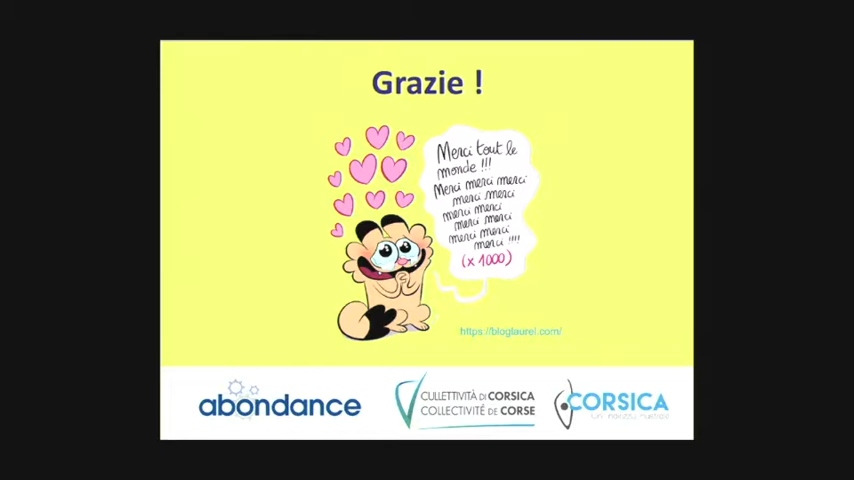 Grazie !
Merci tout le
monde !!!
Merci merci merci
merci merci
merci merci
merci merci
merci merci
merci !!!!
(x 1000)
https://bloglaurel.com/
abondance
CULLETTIVITÀ DI CORSICA
COLLECTIVITÉ DE CORSE
CORSICA